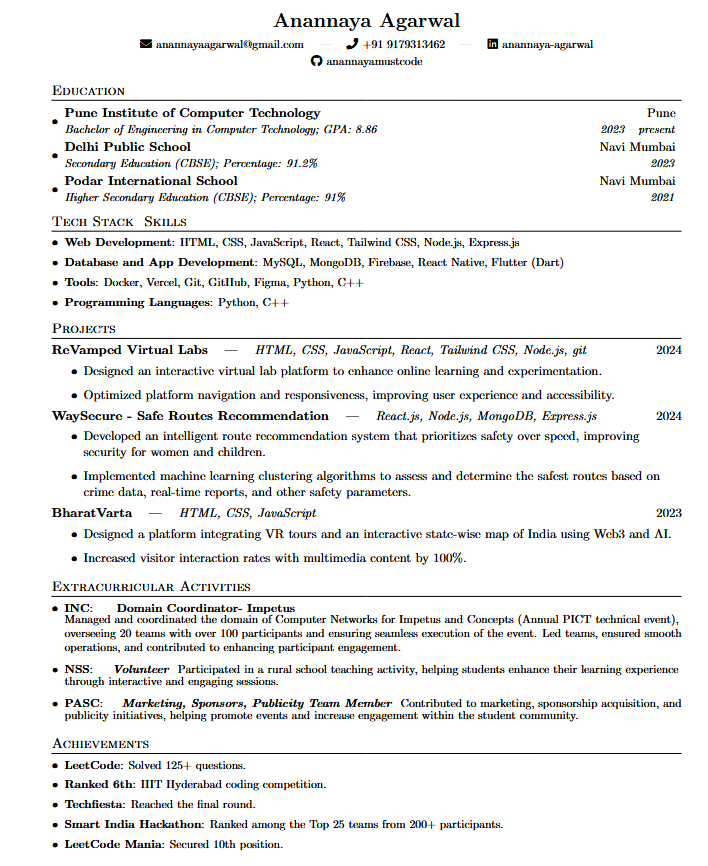 Anannaya Agarwal
anannayaagarwal@gmail.com — +91 9179313462 — anannaya-agarwal
anannayamustcode
Education
• Pune Institute of Computer Technology Pune
Bachelor of Engineering in Computer Technology; GPA: 8.86 2023 – present
• Delhi Public School Navi Mumbai
Secondary Education (CBSE); Percentage: 91.2% 2023
• Podar International School Navi Mumbai
Higher Secondary Education (CBSE); Percentage: 91% 2021
Tech Stack Skills
• Web Development: HTML, CSS, JavaScript, React, Tailwind CSS, Node.js, Express.js
• Database and App Development: MySQL, MongoDB, Firebase, React Native, Flutter (Dart)
• Tools: Docker, Vercel, Git, GitHub, Figma, Python, C++
• Programming Languages: Python, C++
Projects
ReVamped Virtual Labs — HTML, CSS, JavaScript, React, Tailwind CSS, Node.js, git 2024
• Designed an interactive virtual lab platform to enhance online learning and experimentation.
• Optimized platform navigation and responsiveness, improving user experience and accessibility.
WaySecure - Safe Routes Recommendation — React.js, Node.js, MongoDB, Express.js 2024
• Developed an intelligent route recommendation system that prioritizes safety over speed, improving
security for women and children.
• Implemented machine learning clustering algorithms to assess and determine the safest routes based on
crime data, real-time reports, and other safety parameters.
BharatVarta — HTML, CSS, JavaScript 2023
• Designed a platform integrating VR tours and an interactive state-wise map of India using Web3 and AI.
• Increased visitor interaction rates with multimedia content by 100%.
Extracurricular Activities
• INC: Domain Coordinator- Impetus
Managed and coordinated the domain of Computer Networks for Impetus and Concepts (Annual PICT technical event),
overseeing 20 teams with over 100 participants and ensuring seamless execution of the event. Led teams, ensured smooth
operations, and contributed to enhancing participant engagement.
• NSS: Volunteer Participated in a rural school teaching activity, helping students enhance their learning experience
through interactive and engaging sessions.
• PASC: Marketing, Sponsors, Publicity Team Member Contributed to marketing, sponsorship acquisition, and
publicity initiatives, helping promote events and increase engagement within the student community.
Achievements
• LeetCode: Solved 125+ questions.
• Ranked 6th: IIIT Hyderabad coding competition.
• Techfiesta: Reached the final round.
• Smart India Hackathon: Ranked among the Top 25 teams from 200+ participants.
• LeetCode Mania: Secured 10th position.